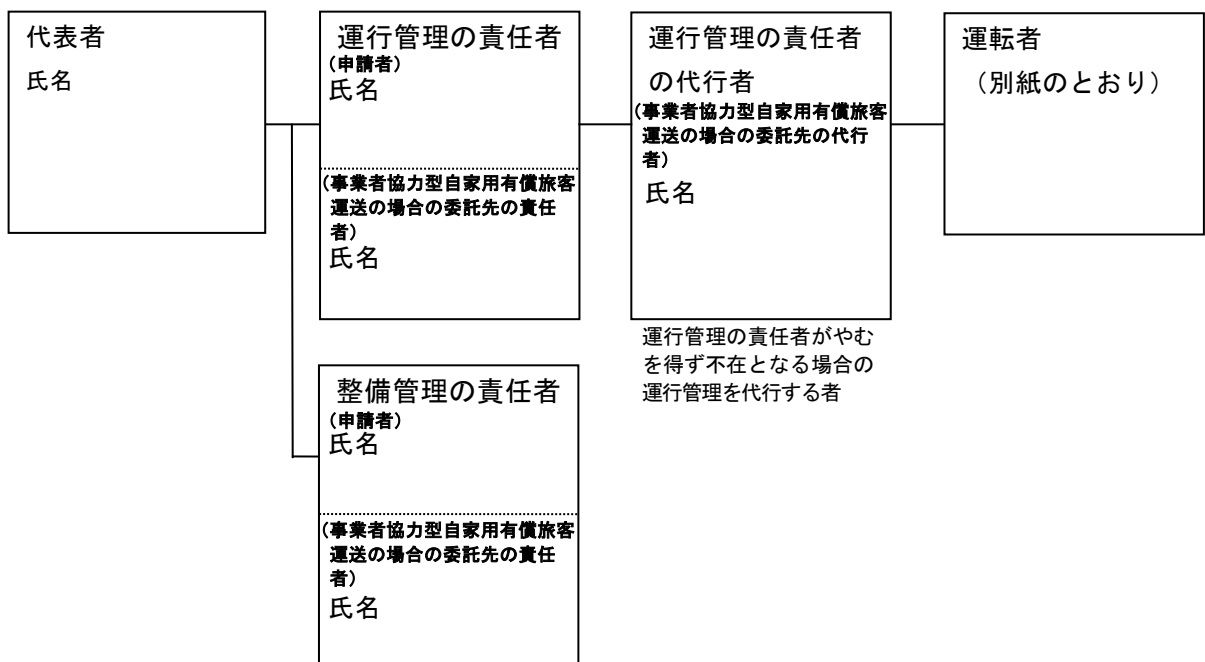 代表者
氏名
運行管理の責任者
(申請者)
氏名
(事業者協力型自家用有償旅客
運送の場合の委託先の責任
者)
氏名
運行管理の責任者
の代行者
(事業者協力型自家用有償旅客
運送の場合の委託先の代行
者)
氏名
運行管理の責任者がやむ
を得ず不在となる場合の
運行管理を代行する者
運転者
（別紙のとおり）
整備管理の責任者
(申請者)
氏名
(事業者協力型自家用有償旅客
運送の場合の委託先の責任
者)
氏名